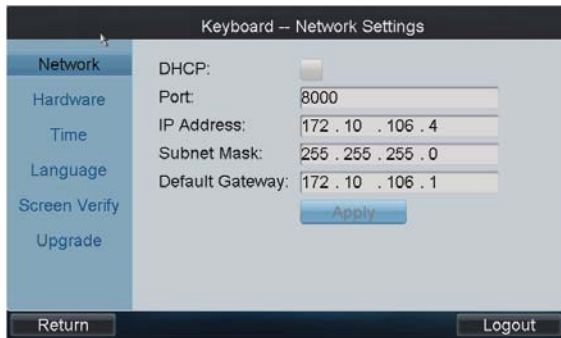 Keyboard -- Network Settings
Network
Hardware
Time
Language
Screen Verify
Upgrade
DHCP:
Port: 8000
IP Address: 172 . 10 . 106 . 4
Subnet Mask: 255 . 255 . 255 . 0
Default Gateway: 172 . 10 . 106 . 1
Apply
Return
Logout